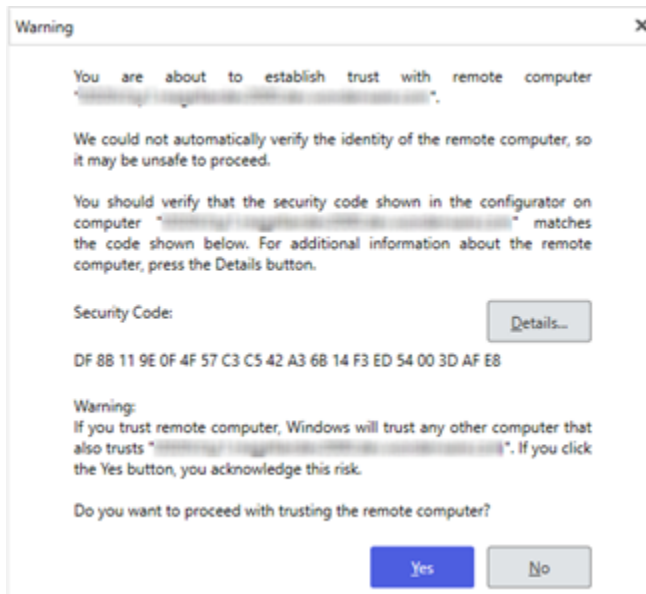 Warning
You are about to establish trust with remote computer
" ".
We could not automatically verify the identity of the remote computer, so
it may be unsafe to proceed.
You should verify that the security code shown in the configurator on
computer " " matches
the code shown below. For additional information about the remote
computer, press the Details button.
Security Code:
Details...
DF 8B 11 9E 0F 4F 57 C3 C5 42 A3 6B 14 F3 ED 54 00 3D AF E8
Warning:
If you trust remote computer, Windows will trust any other computer that
also trusts " ". If you click
the Yes button, you acknowledge this risk.
Do you want to proceed with trusting the remote computer?
Yes
No